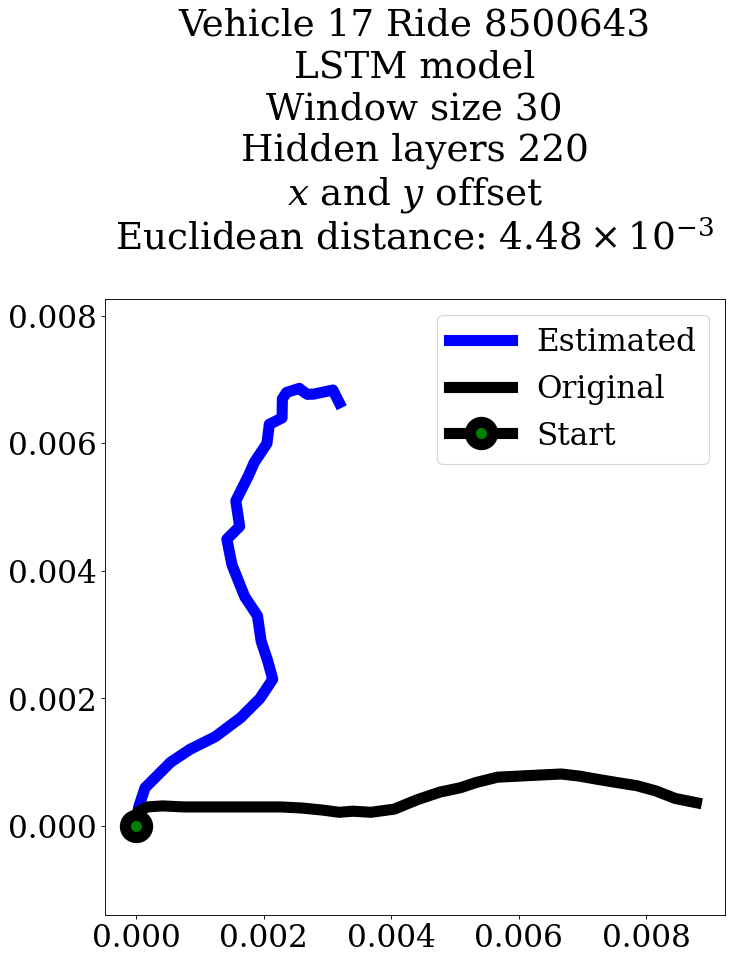 Vehicle 17 Ride 8500643
LSTM model
Window size 30
Hidden layers 220
x and y offset
Euclidean distance: 4.48 × 10⁻³
0.008
0.006
0.004
0.002
0.000
Estimated
Original
Start
0.000 0.002 0.004 0.006 0.008